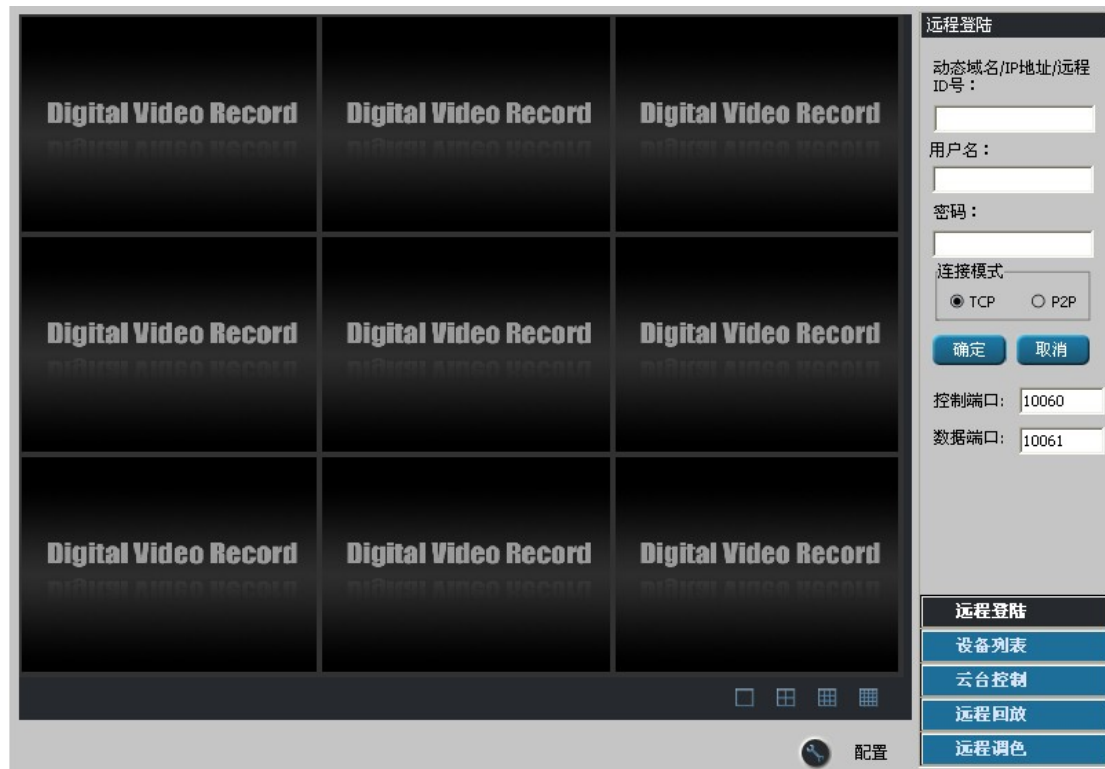 Digital Video Record
Digital Video Record
Digital Video Record
Digital Video Record
Digital Video Record
Digital Video Record
Digital Video Record
Digital Video Record
Digital Video Record
配置
远程登陆
动态域名/IP地址/远程
ID号：
用户名：
密码：
连接模式
TCP P2P
确定 取消
控制端口: 10060
数据端口: 10061
远程登陆
设备列表
云台控制
远程回放
远程调色